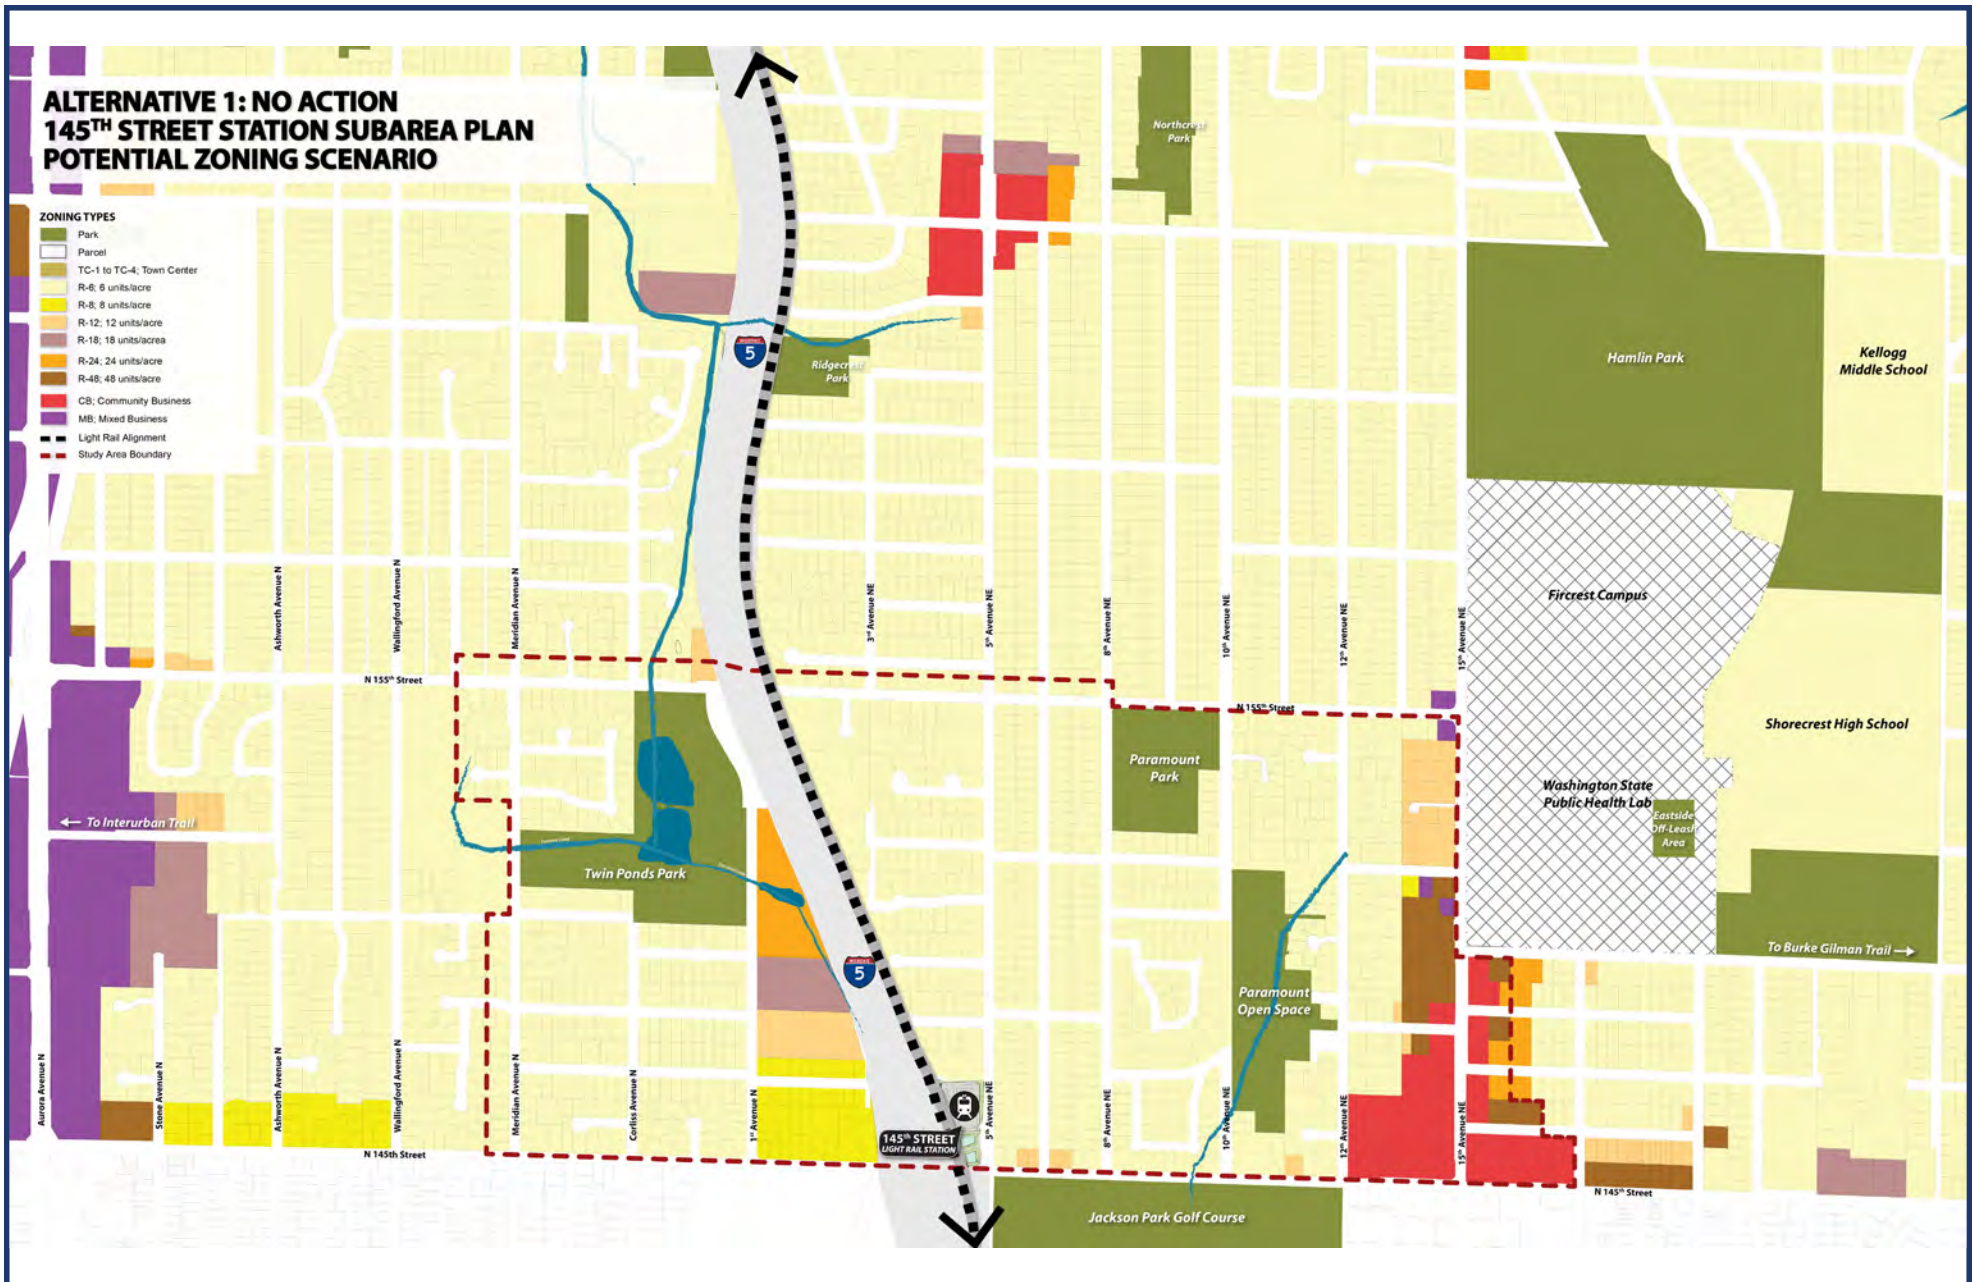 ALTERNATIVE 1: NO ACTION
145TH STREET STATION SUBAREA PLAN
POTENTIAL ZONING SCENARIO
ZONING TYPES
Park
Parcel
TC-1 to TC-4; Town Center
R-6; 6 units/acre
R-8; 8 units/acre
R-12; 12 units/acre
R-18; 18 units/acrea
R-24; 24 units/acre
R-48; 48 units/acre
CB; Community Business
MB; Mixed Business
Light Rail Alignment
Study Area Boundary
Northcrest
Park
5
Ridgecrest
Park
Hamlin Park
Kellogg
Middle School
Fircrest Campus
Ashworth Avenue N
Wallingford Avenue N
Meridian Avenue N
3rd Avenue NE
5th Avenue NE
8th Avenue NE
10th Avenue NE
12th Avenue NE
15th Avenue NE
N 155th Street
N 155th Street
Shorecrest High School
Paramount
Park
Washington State
Public Health Lab
Eastside
Off-Leash
Area
← To Interurban Trail
Twin Ponds Park
To Burke Gilman Trail →
5
Paramount
Open Space
Aurora Avenue N
Stone Avenue N
Ashworth Avenue N
Wallingford Avenue N
Meridian Avenue N
Corliss Avenue N
1st Avenue N
5th Avenue NE
8th Avenue NE
10th Avenue NE
12th Avenue NE
15th Avenue NE
145th STREET
LIGHT RAIL STATION
N 145th Street
N 145th Street
Jackson Park Golf Course